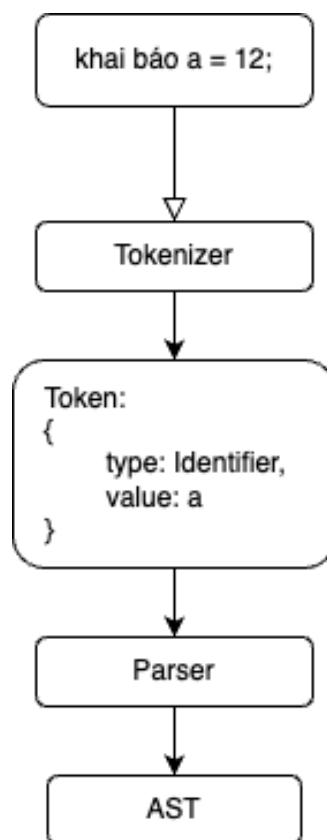 khai báo a = 12;
Tokenizer
Token:
{
type: Identifier,
value: a
}
Parser
AST